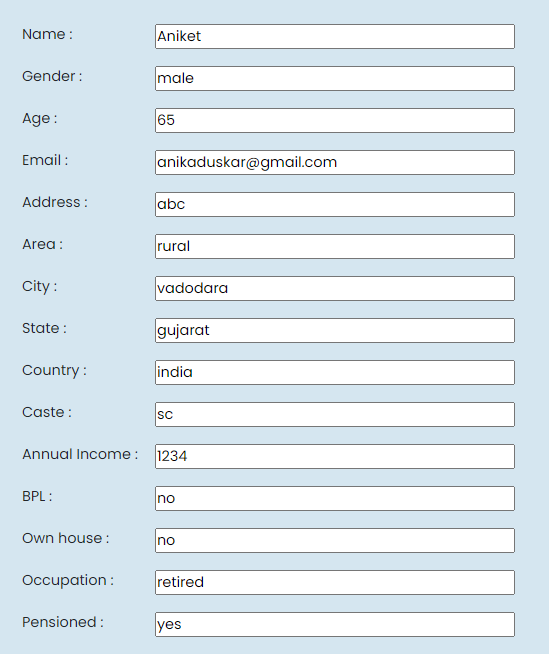 Name : Aniket
Gender : male
Age : 65
Email : anikaduskar@gmail.com
Address : abc
Area : rural
City : vadodara
State : gujarat
Country : india
Caste : sc
Annual Income : 1234
BPL : no
Own house : no
Occupation : retired
Pensioned : yes